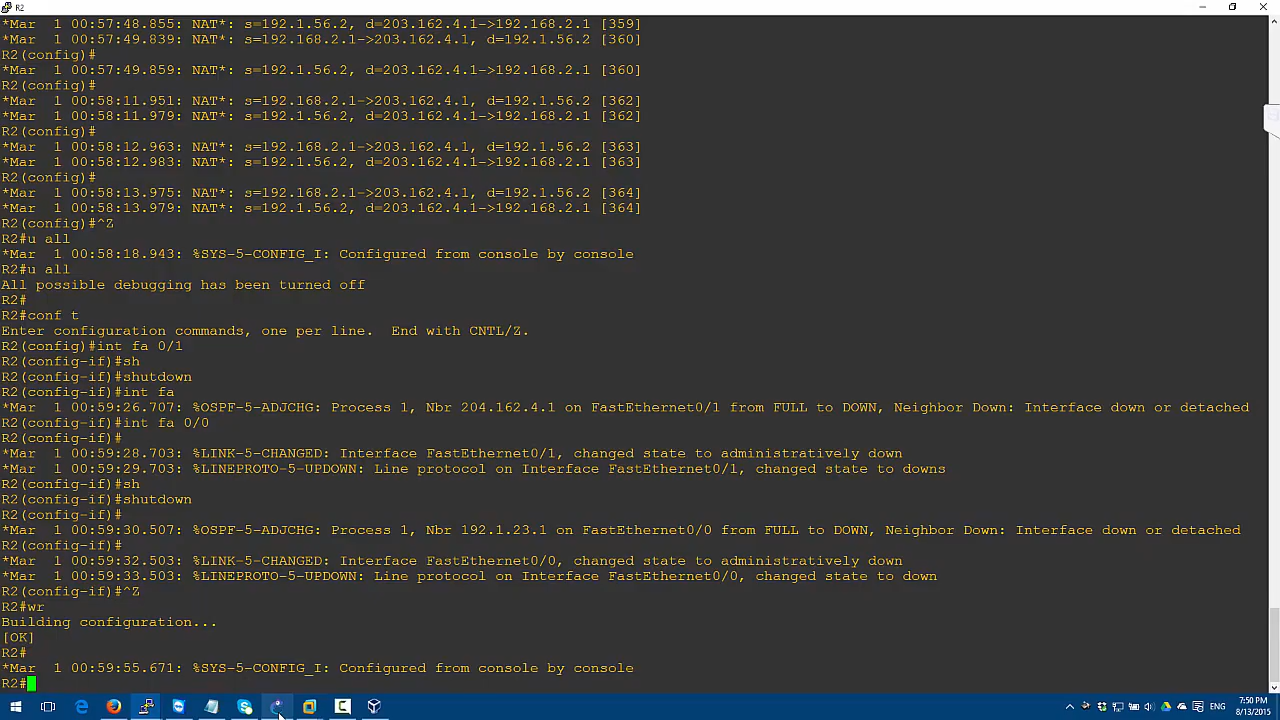 R2
*Mar  1 00:57:48.855: NAT*: s=192.1.56.2, d=203.162.4.1->192.168.2.1 [359]
*Mar  1 00:57:49.839: NAT*: s=192.168.2.1->203.162.4.1, d=192.1.56.2 [360]
R2(config)#
*Mar  1 00:57:49.859: NAT*: s=192.1.56.2, d=203.162.4.1->192.168.2.1 [360]
R2(config)#
*Mar  1 00:58:11.951: NAT*: s=192.168.2.1->203.162.4.1, d=192.1.56.2 [362]
*Mar  1 00:58:11.979: NAT*: s=192.1.56.2, d=203.162.4.1->192.168.2.1 [362]
R2(config)#
*Mar  1 00:58:12.963: NAT*: s=192.168.2.1->203.162.4.1, d=192.1.56.2 [363]
*Mar  1 00:58:12.983: NAT*: s=192.1.56.2, d=203.162.4.1->192.168.2.1 [363]
R2(config)#
*Mar  1 00:58:13.975: NAT*: s=192.168.2.1->203.162.4.1, d=192.1.56.2 [364]
*Mar  1 00:58:13.979: NAT*: s=192.1.56.2, d=203.162.4.1->192.168.2.1 [364]
R2(config)#^Z
R2#u all
*Mar  1 00:58:18.943: %SYS-5-CONFIG_I: Configured from console by console
R2#u all
All possible debugging has been turned off
R2#
R2#conf t
Enter configuration commands, one per line.  End with CNTL/Z.
R2(config)#int fa 0/1
R2(config-if)#sh
R2(config-if)#shutdown
R2(config-if)#int fa
*Mar  1 00:59:26.707: %OSPF-5-ADJCHG: Process 1, Nbr 204.162.4.1 on FastEthernet0/1 from FULL to DOWN, Neighbor Down: Interface down or detached
R2(config-if)#int fa 0/0
R2(config-if)#
*Mar  1 00:59:28.703: %LINK-5-CHANGED: Interface FastEthernet0/1, changed state to administratively down
*Mar  1 00:59:29.703: %LINEPROTO-5-UPDOWN: Line protocol on Interface FastEthernet0/1, changed state to downs
R2(config-if)#sh
R2(config-if)#shutdown
R2(config-if)#
*Mar  1 00:59:30.507: %OSPF-5-ADJCHG: Process 1, Nbr 192.1.23.1 on FastEthernet0/0 from FULL to DOWN, Neighbor Down: Interface down or detached
R2(config-if)#
*Mar  1 00:59:32.503: %LINK-5-CHANGED: Interface FastEthernet0/0, changed state to administratively down
*Mar  1 00:59:33.503: %LINEPROTO-5-UPDOWN: Line protocol on Interface FastEthernet0/0, changed state to down
R2(config-if)#^Z
R2#wr
Building configuration...
[OK]
R2#
*Mar  1 00:59:55.671: %SYS-5-CONFIG_I: Configured from console by console
R2#
ENG
7:50 PM
8/13/2015